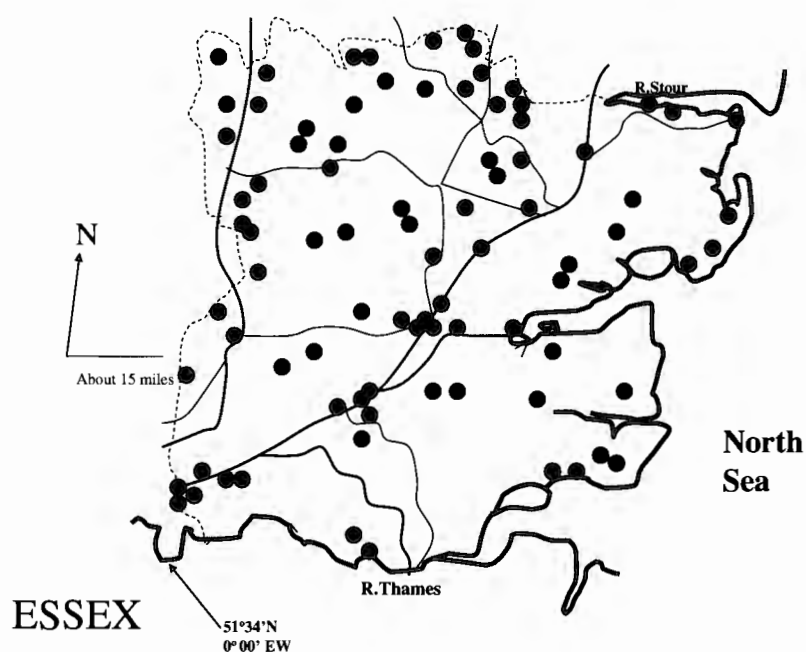 R.Stour
N
About 15 miles
North
Sea
R.Thames
ESSEX
51°34'N
0°00' EW